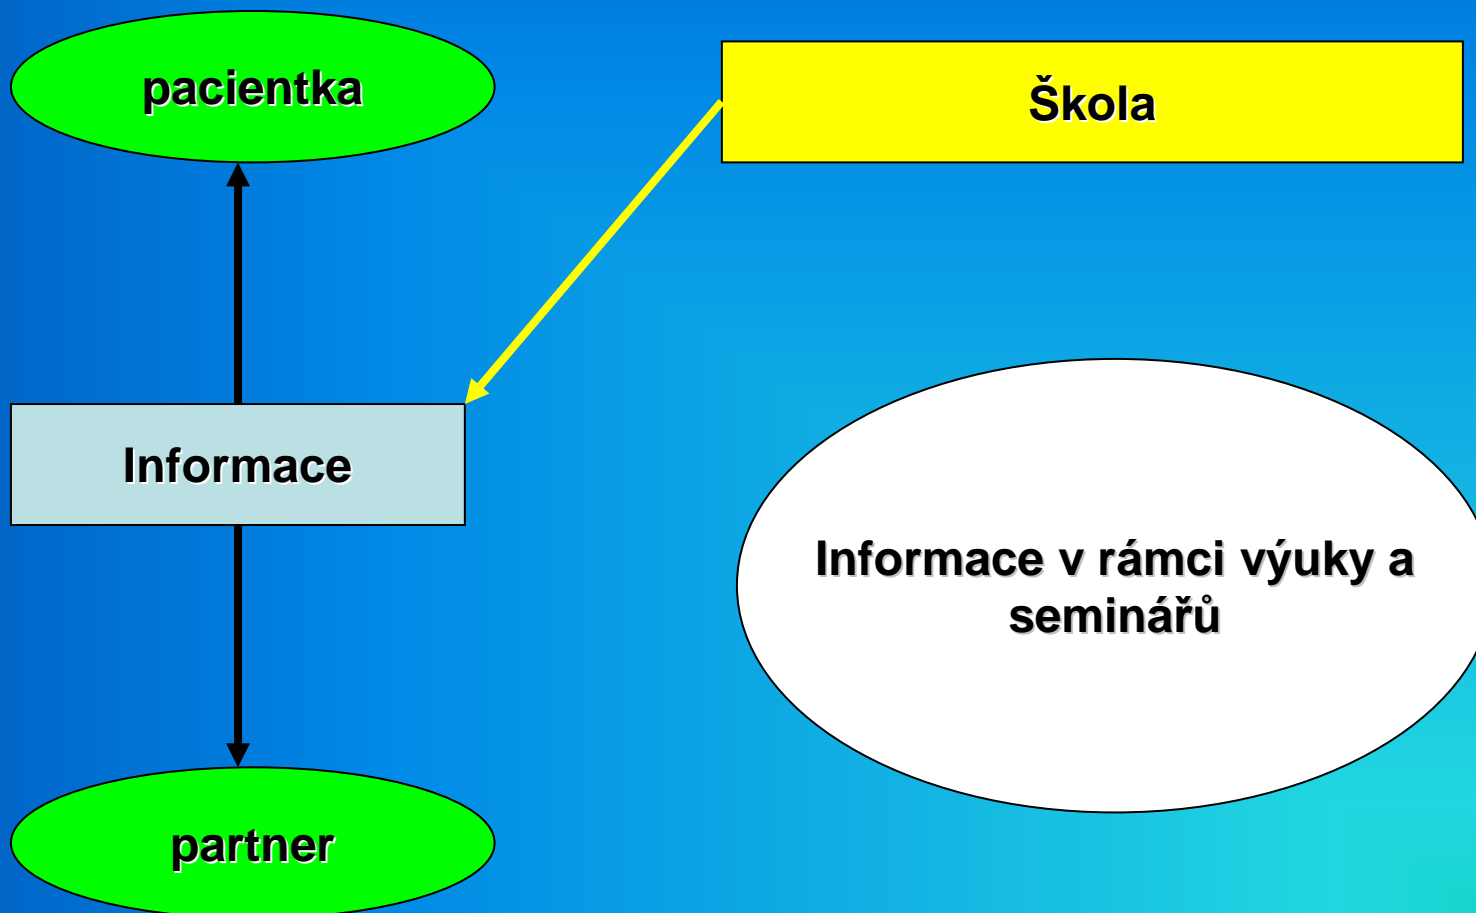 pacientka
Škola
Informace
Informace v rámci výuky a
seminářů
partner